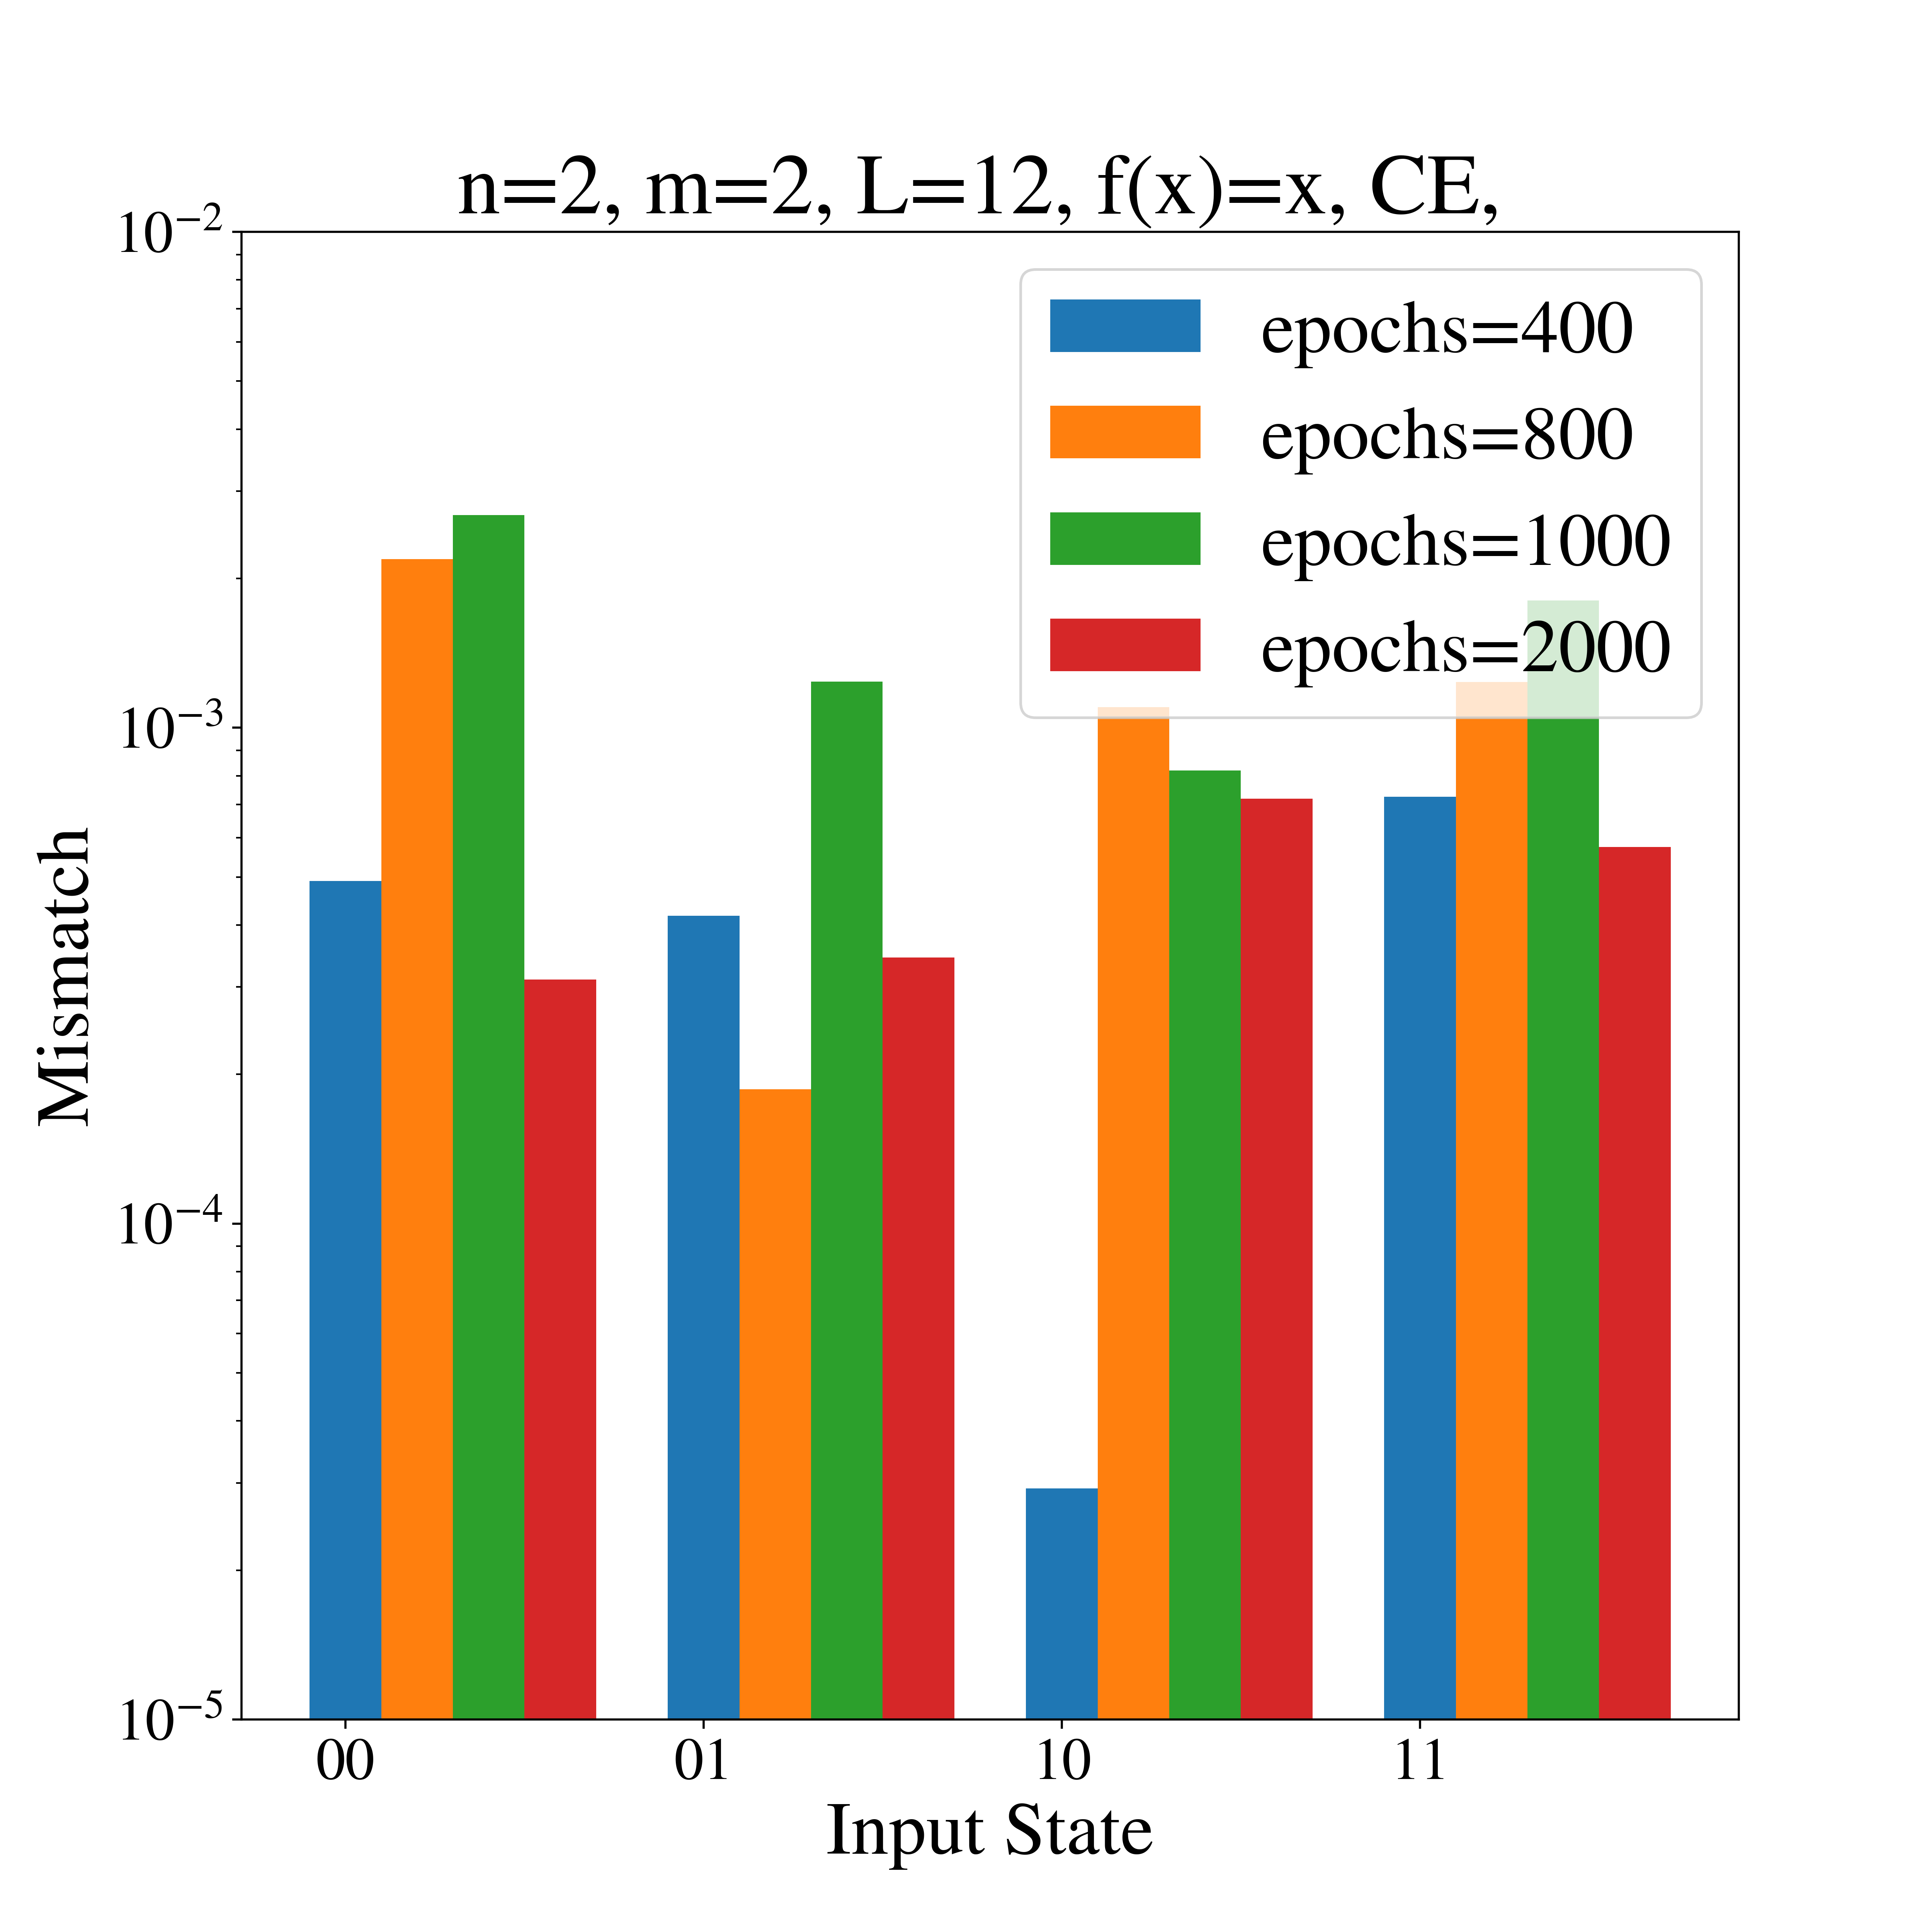 n=2, m=2, L=12, f(x)=x, CE,
10⁻²
10⁻³
10⁻⁴
10⁻⁵
Mismatch
epochs=400
epochs=800
epochs=1000
epochs=2000
00 01 10 11
Input State